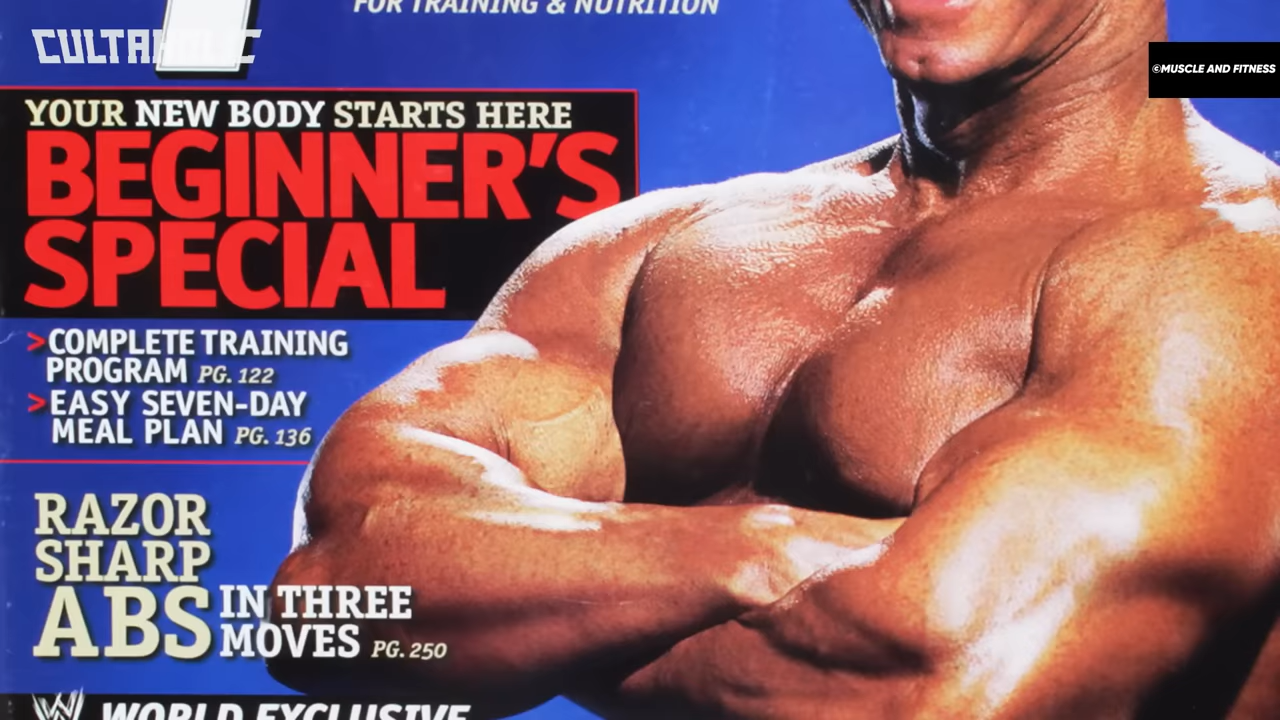 FOR TRAINING & NUTRITION
CULTAHOLIC
©MUSCLE AND FITNESS
YOUR NEW BODY STARTS HERE
BEGINNER'S
SPECIAL
>COMPLETE TRAINING
PROGRAM PG. 122
>EASY SEVEN-DAY
MEAL PLAN PG. 136
RAZOR
SHARP
ABS IN THREE
MOVES PG. 250
W WORLD EXCLUSIVE